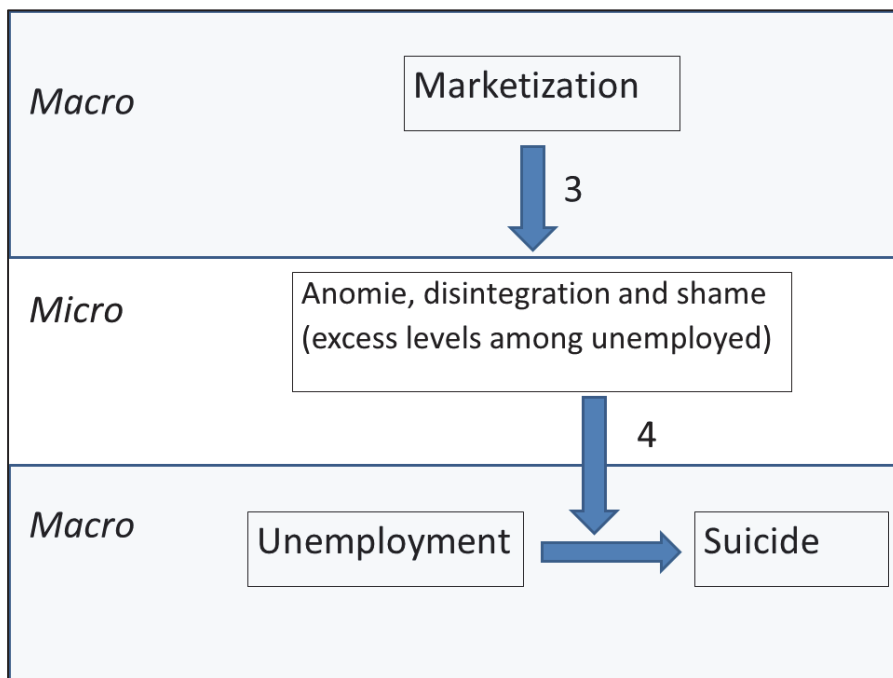 Macro
Marketization
3
Micro
Anomie, disintegration and shame
(excess levels among unemployed)
4
Macro
Unemployment
Suicide